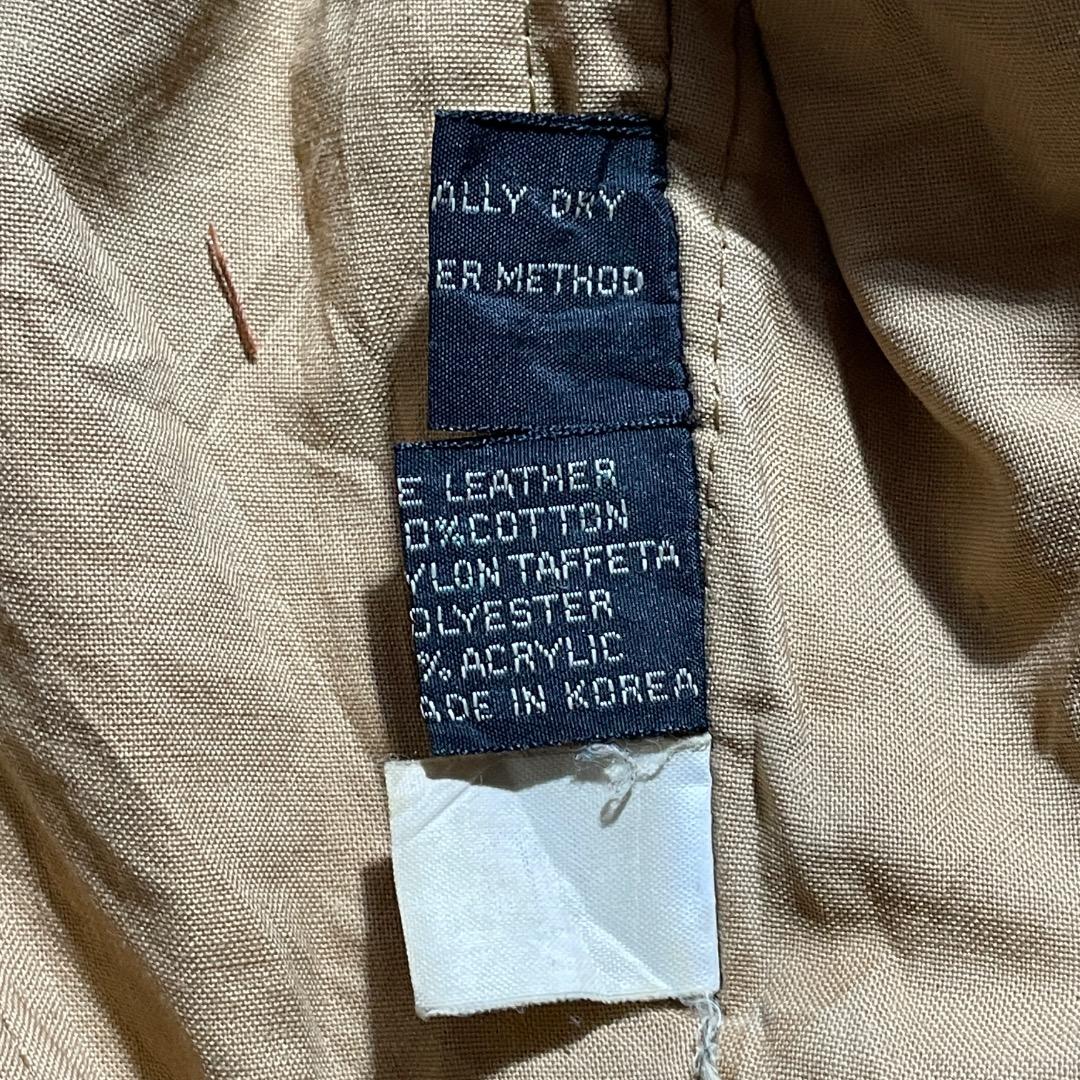 ALLY DRY
ER METHOD
E LEATHER
0%COTTON
YLON TAFFETA
OLYESTER
% ACRYLIC
ADE IN KOREA